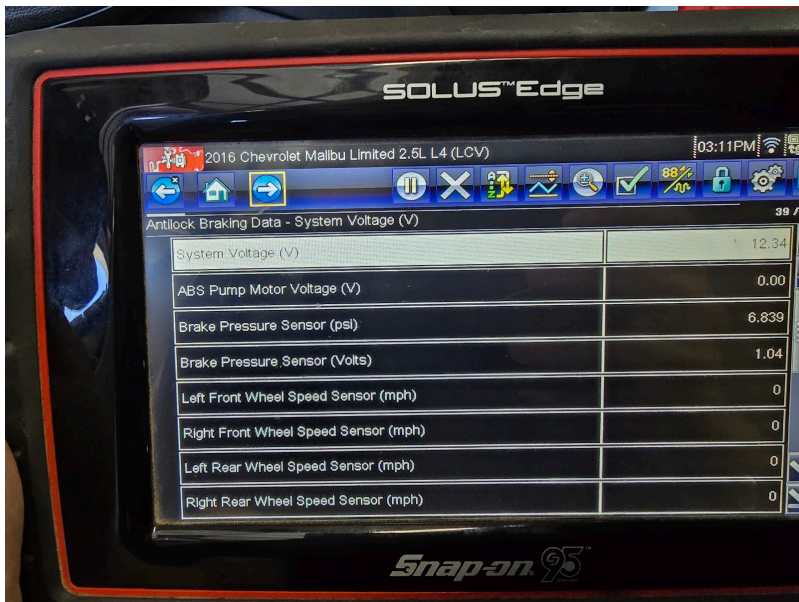 SOLUS™ Edge
2016 Chevrolet Malibu Limited 2.5L L4 (LCV)
03:11PM
Antilock Braking Data - System Voltage (V)
39 /
System Voltage (V) 12.34
ABS Pump Motor Voltage (V) 0.00
Brake Pressure Sensor (psi) 6.839
Brake Pressure Sensor (Volts) 1.04
Left Front Wheel Speed Sensor (mph) 0
Right Front Wheel Speed Sensor (mph) 0
Left Rear Wheel Speed Sensor (mph) 0
Right Rear Wheel Speed Sensor (mph) 0
Snap-on